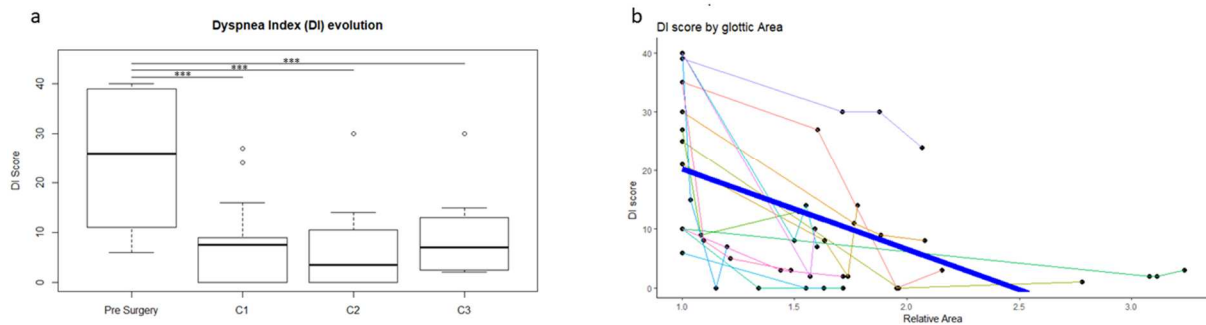 a
Dyspnea Index (DI) evolution
***
***
***
40
30
20
10
0
DI Score
Pre Surgery C1 C2 C3
b
DI score by glottic Area
40
30
20
10
0
DI score
1.0 1.5 2.0 2.5 3.0
Relative Area